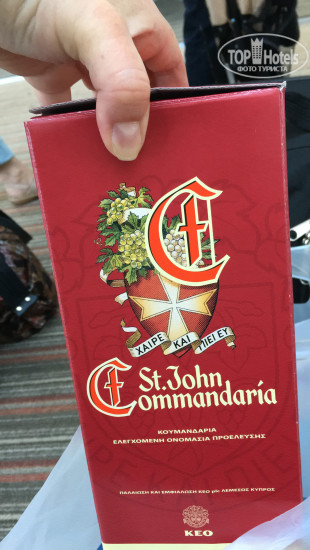 TOP Hotels
ФОТО ТУРИСТА
ΧΑΙΡΕ ΚΑΙ ΠΙΕΙ ΕΥ
St. John
Commandaría
ΚΟΥΜΑΝΔΑΡΙΑ
ΕΛΕΓΧΟΜΕΝΗ ΟΝΟΜΑΣΙΑ ΠΡΟΕΛΕΥΣΗΣ
ΠΑΛΑΙΩΣΗ ΚΑΙ ΕΜΦΙΑΛΩΣΗ ΚΕΟ plc ΛΕΜΕΣΟΣ ΚΥΠΡΟΣ
KEO